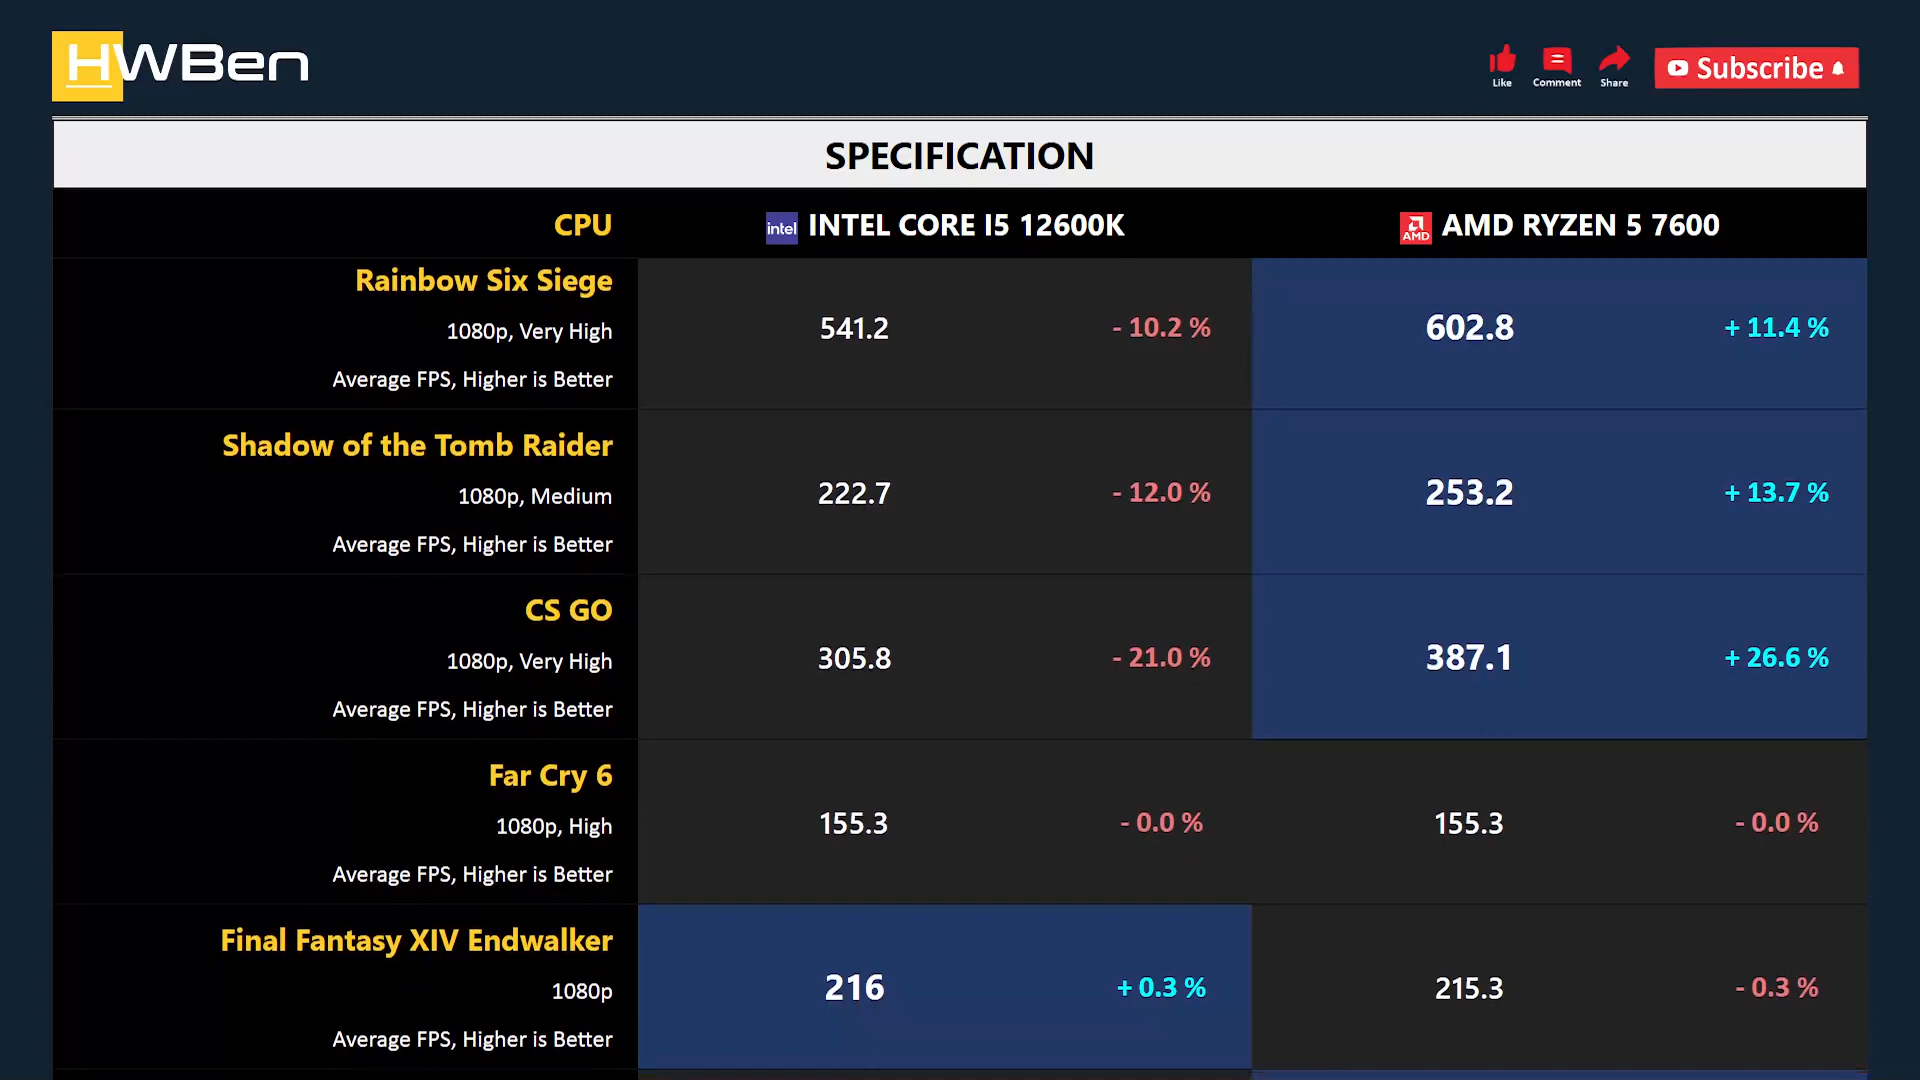 HWBen
Like
Comment
Share
Subscribe
SPECIFICATION
CPU
intel INTEL CORE I5 12600K
AMD AMD RYZEN 5 7600
Rainbow Six Siege
1080p, Very High
Average FPS, Higher is Better
541.2
- 10.2 %
602.8
+ 11.4 %
Shadow of the Tomb Raider
1080p, Medium
Average FPS, Higher is Better
222.7
- 12.0 %
253.2
+ 13.7 %
CS GO
1080p, Very High
Average FPS, Higher is Better
305.8
- 21.0 %
387.1
+ 26.6 %
Far Cry 6
1080p, High
Average FPS, Higher is Better
155.3
- 0.0 %
155.3
- 0.0 %
Final Fantasy XIV Endwalker
1080p
Average FPS, Higher is Better
216
+ 0.3 %
215.3
- 0.3 %